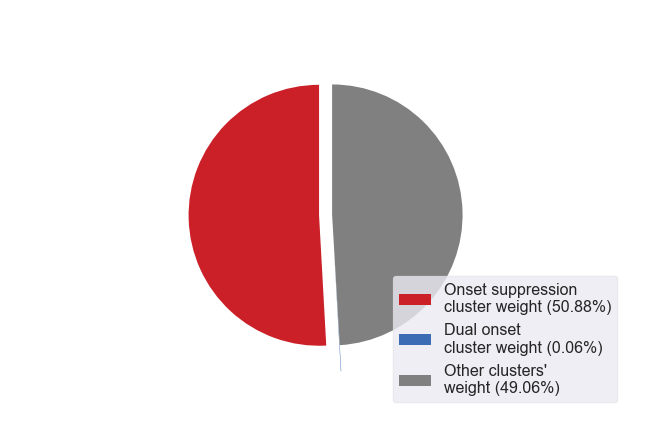 Onset suppression
cluster weight (50.88%)
Dual onset
cluster weight (0.06%)
Other clusters'
weight (49.06%)